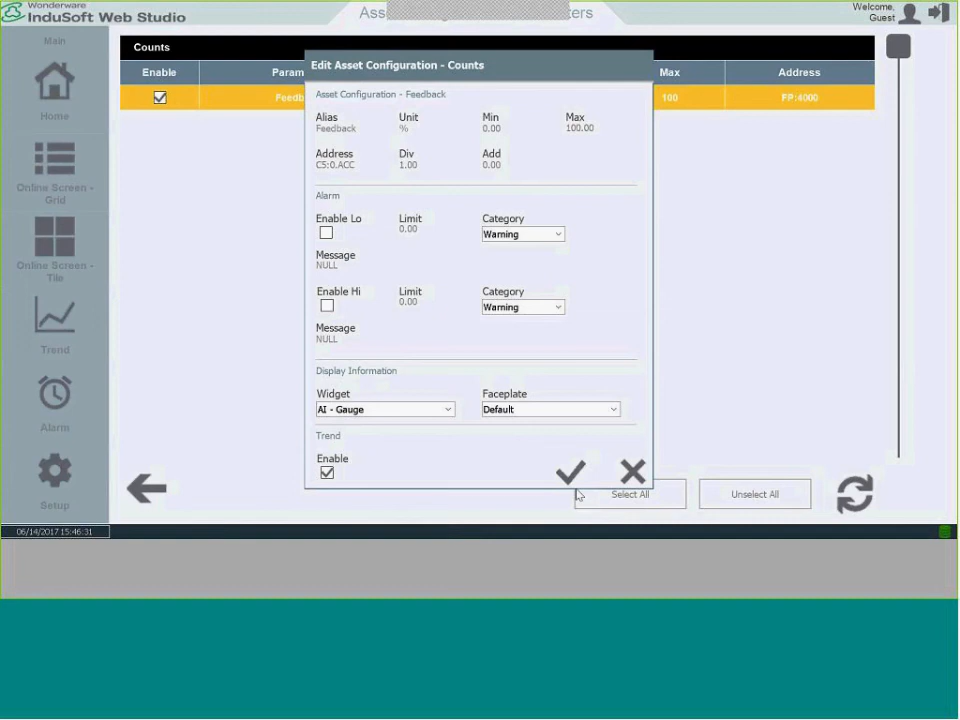 Wonderware
InduSoft Web Studio
Welcome,
Guest
Main
Home
Online Screen -
Grid
Online Screen -
Tile
Trend
Alarm
Setup
Counts
Enable
Max
Address
100
FP:4000
Edit Asset Configuration - Counts
Asset Configuration - Feedback
Alias Unit Min Max
Feedback % 0.00 100.00
Address Div Add
C5:0.ACC 1.00 0.00
Alarm
Enable Lo Limit Category
0.00
Warning
Message
NULL
Enable Hi Limit Category
0.00
Warning
Message
NULL
Display Information
Widget Faceplate
AI - Gauge Default
Trend
Enable
Select All
Unselect All
06/14/2017 15:46:31